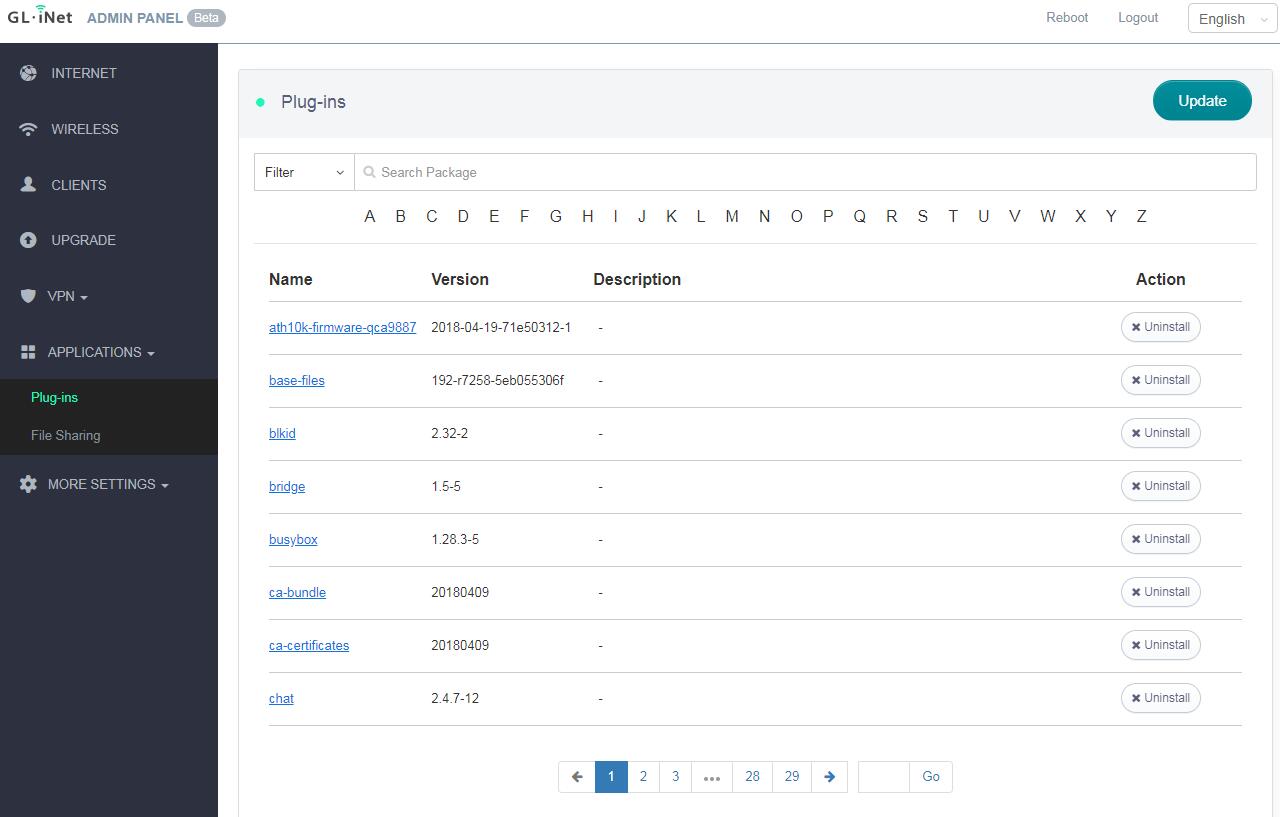 GL·iNet ADMIN PANEL Beta Reboot Logout English
INTERNET
WIRELESS
CLIENTS
UPGRADE
VPN
APPLICATIONS
Plug-ins
File Sharing
MORE SETTINGS
Plug-ins Update
Filter Search Package
A B C D E F G H I J K L M N O P Q R S T U V W X Y Z
Name Version Description Action
ath10k-firmware-qca9887 2018-04-19-71e50312-1 - Uninstall
base-files 192-r7258-5eb055306f - Uninstall
blkid 2.32-2 - Uninstall
bridge 1.5-5 - Uninstall
busybox 1.28.3-5 - Uninstall
ca-bundle 20180409 - Uninstall
ca-certificates 20180409 - Uninstall
chat 2.4.7-12 - Uninstall
1 2 3 ... 28 29 Go